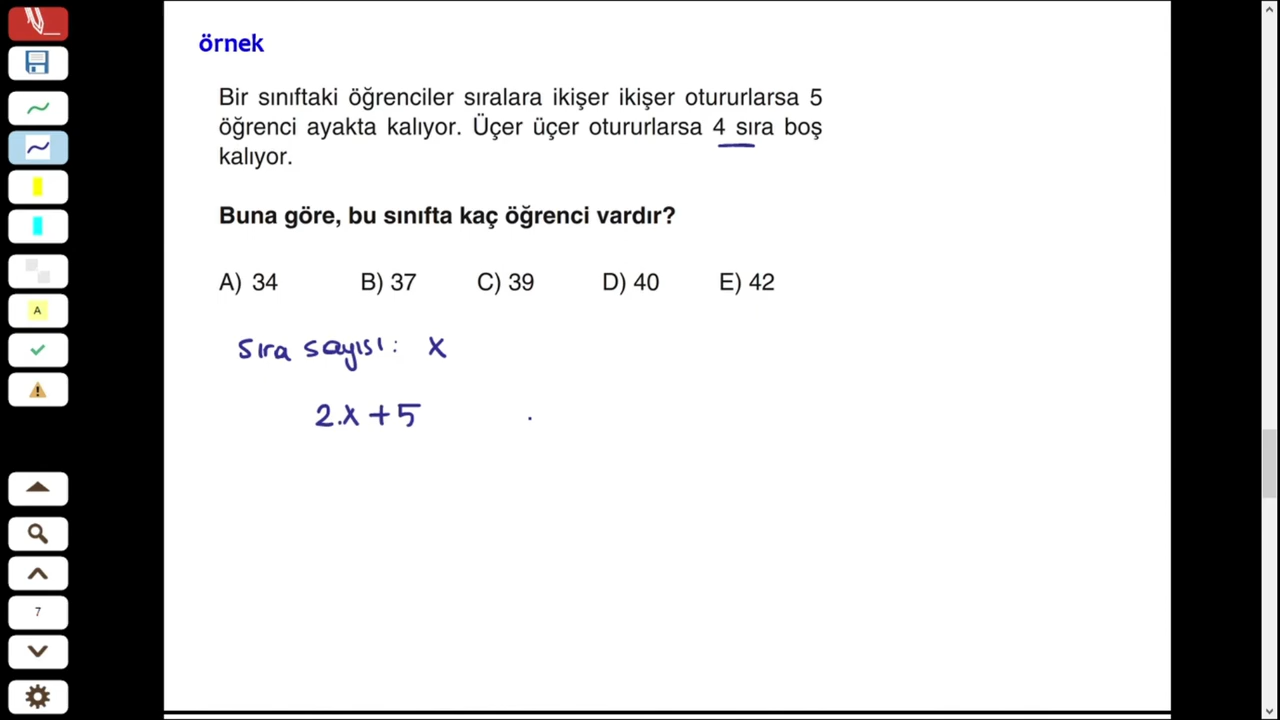 örnek
Bir sınıftaki öğrenciler sıralara ikişer ikişer otururlarsa 5
öğrenci ayakta kalıyor. Üçer üçer otururlarsa 4 sıra boş
kalıyor.
Buna göre, bu sınıfta kaç öğrenci vardır?
A) 34 B) 37 C) 39 D) 40 E) 42
sıra sayısı: x
2.x+5
A
7